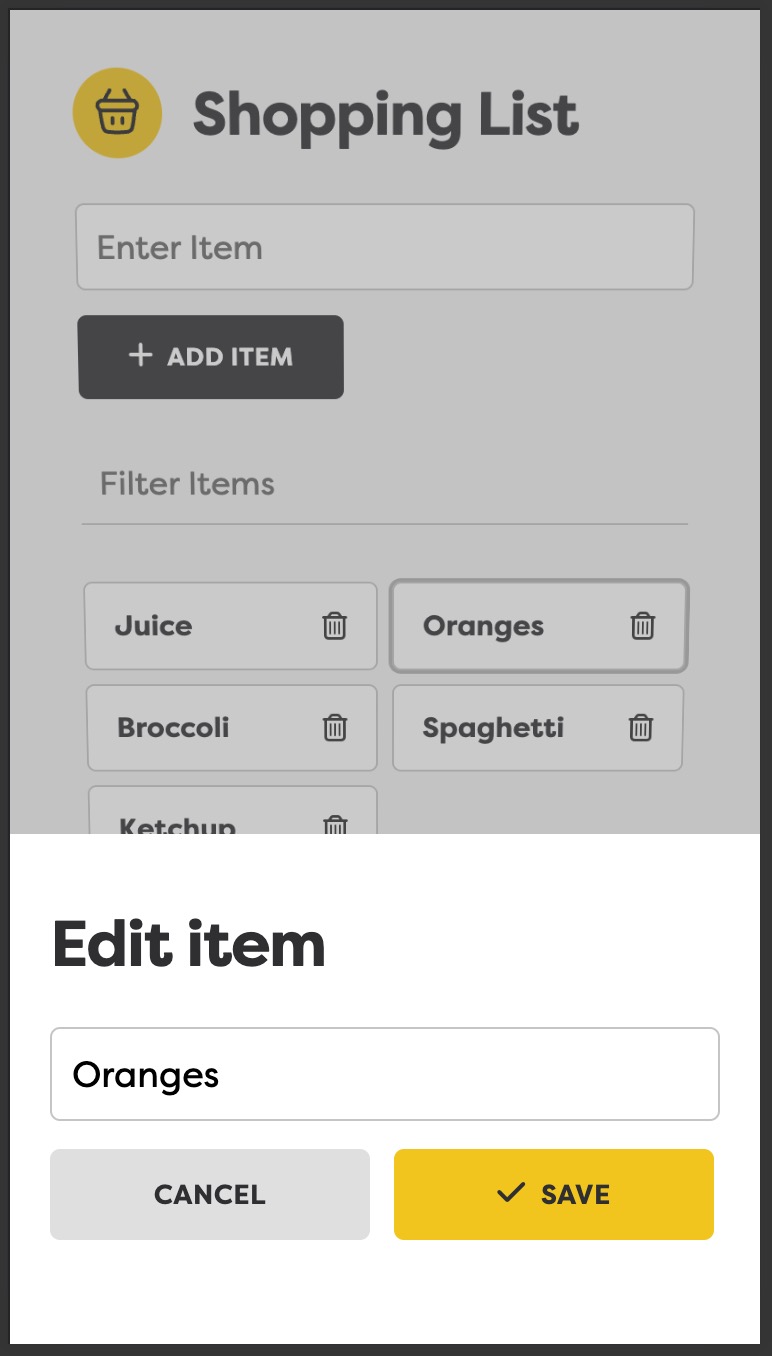 Shopping List
Enter Item
+ ADD ITEM
Filter Items
Juice
Oranges
Broccoli
Spaghetti
Ketchup
Edit item
Oranges
CANCEL
SAVE